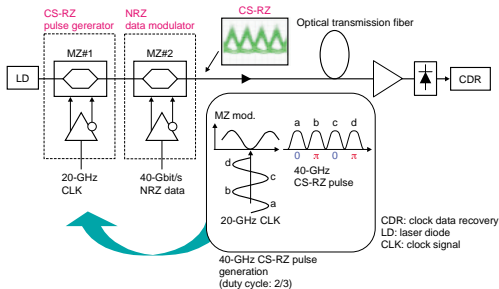 CS-RZ
pulse gererator
NRZ
data modulator
CS-RZ
Optical transmission fiber
MZ#1
MZ#2
LD
CDR
20-GHz
CLK
40-Gbit/s
NRZ data
MZ mod.
a b c d
0 π 0 π
40-GHz
CS-RZ pulse
d
c
b
a
20-GHz CLK
40-GHz CS-RZ pulse
generation
(duty cycle: 2/3)
CDR: clock data recovery
LD: laser diode
CLK: clock signal